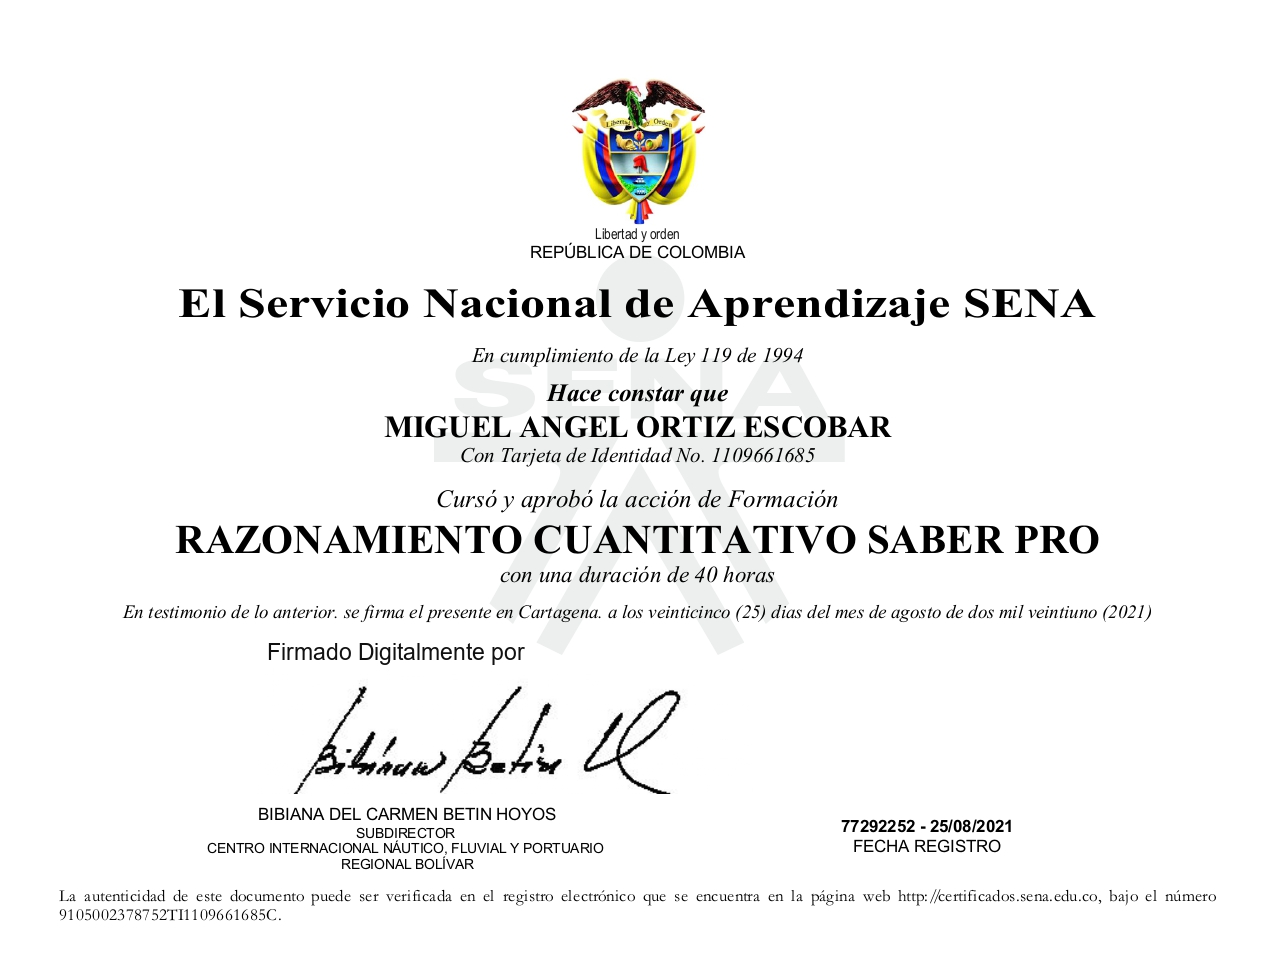 Libertad y Orden
Libertad y orden
REPÚBLICA DE COLOMBIA
El Servicio Nacional de Aprendizaje SENA
En cumplimiento de la Ley 119 de 1994
SENA
Hace constar que
MIGUEL ANGEL ORTIZ ESCOBAR
Con Tarjeta de Identidad No. 1109661685
Cursó y aprobó la acción de Formación
RAZONAMIENTO CUANTITATIVO SABER PRO
con una duración de 40 horas
En testimonio de lo anterior. se firma el presente en Cartagena. a los veinticinco (25) dias del mes de agosto de dos mil veintiuno (2021)
Firmado Digitalmente por
Bibiana Betin
BIBIANA DEL CARMEN BETIN HOYOS
SUBDIRECTOR
CENTRO INTERNACIONAL NÁUTICO, FLUVIAL Y PORTUARIO
REGIONAL BOLÍVAR
77292252 - 25/08/2021
FECHA REGISTRO
La autenticidad de este documento puede ser verificada en el registro electrónico que se encuentra en la página web http://certificados.sena.edu.co, bajo el número
9105002378752TI1109661685C.